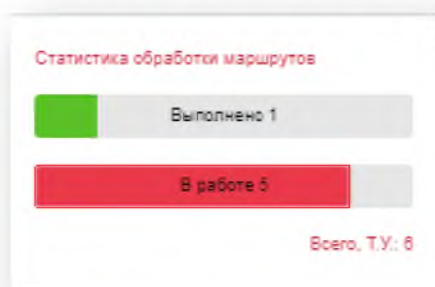 Статистика обработки маршрутов
Выполнено 1
В работе 5
Всего, Т.У.: 6